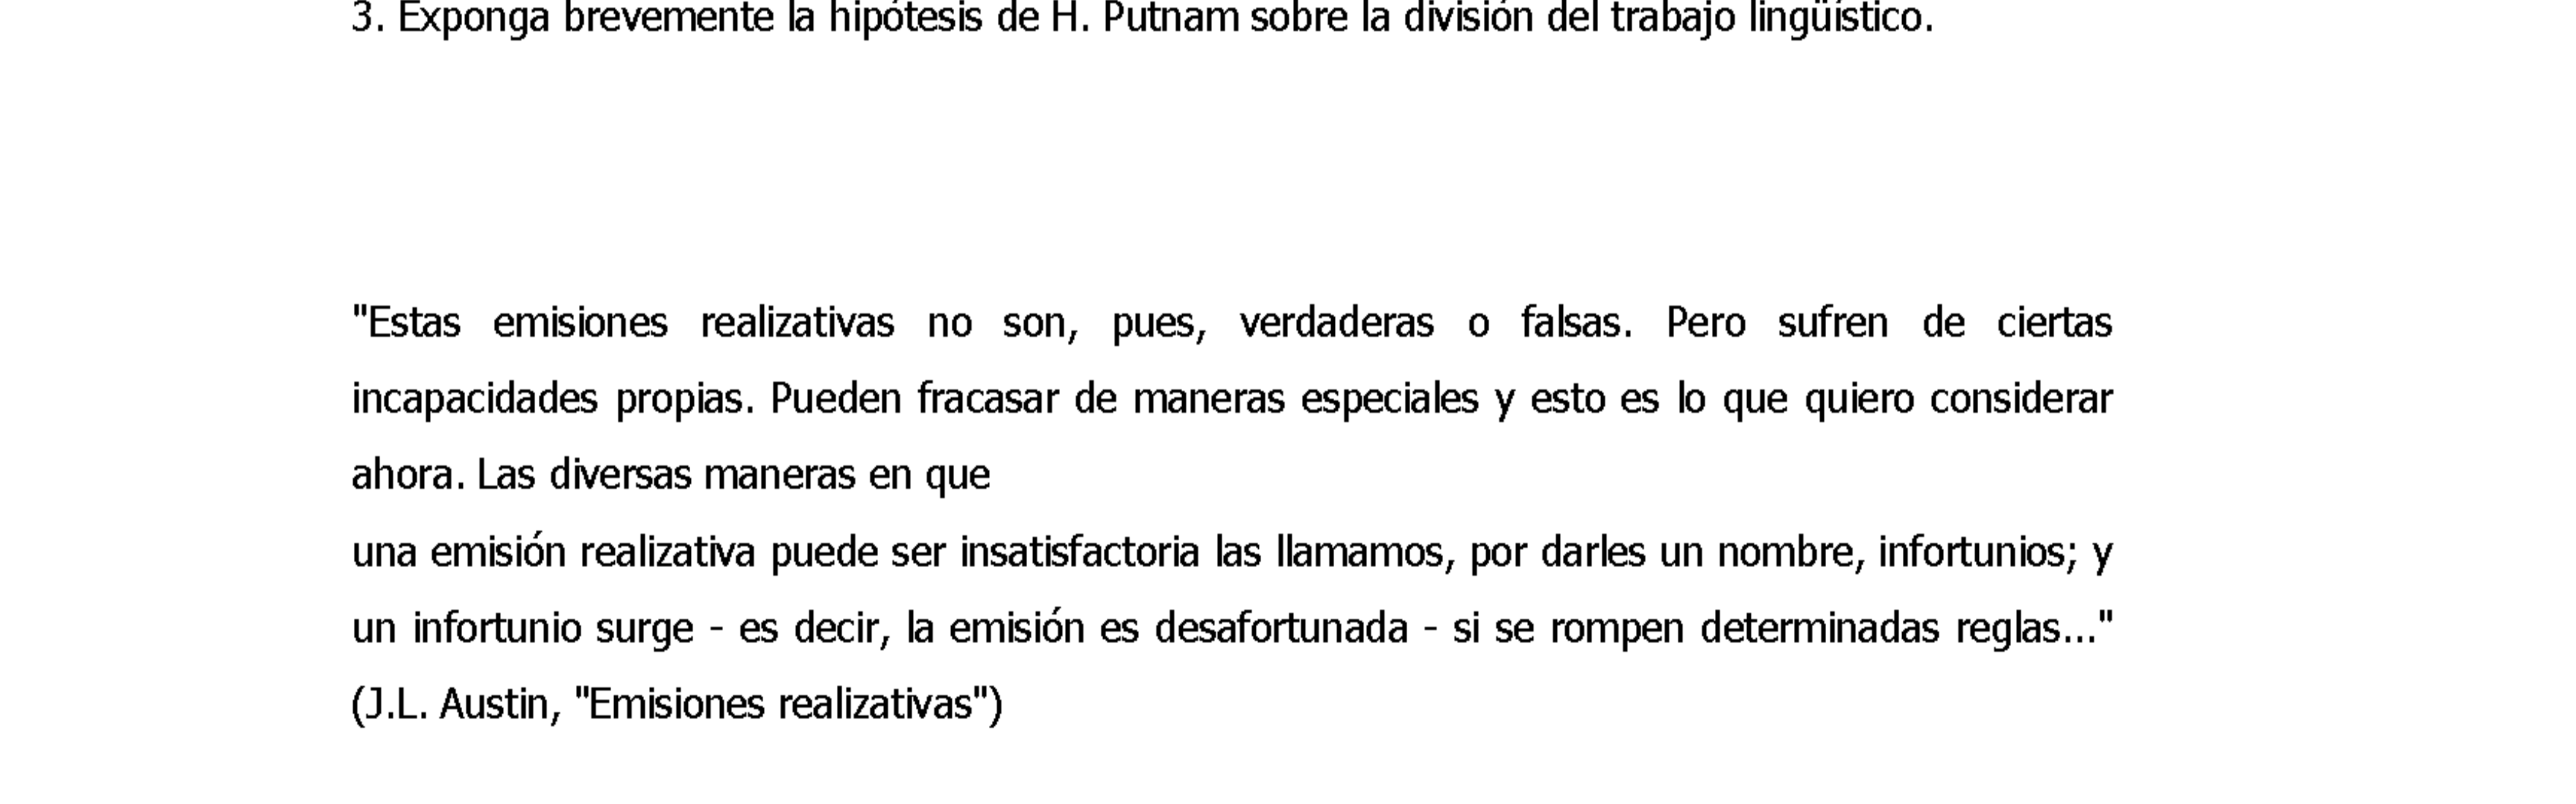 3. Exponga brevemente la hipótesis de H. Putnam sobre la división del trabajo lingüístico.
"Estas emisiones realizativas no son, pues, verdaderas o falsas. Pero sufren de ciertas
incapacidades propias. Pueden fracasar de maneras especiales y esto es lo que quiero considerar
ahora. Las diversas maneras en que
una emisión realizativa puede ser insatisfactoria las llamamos, por darles un nombre, infortunios; y
un infortunio surge - es decir, la emisión es desafortunada - si se rompen determinadas reglas..."
(J.L. Austin, "Emisiones realizativas")